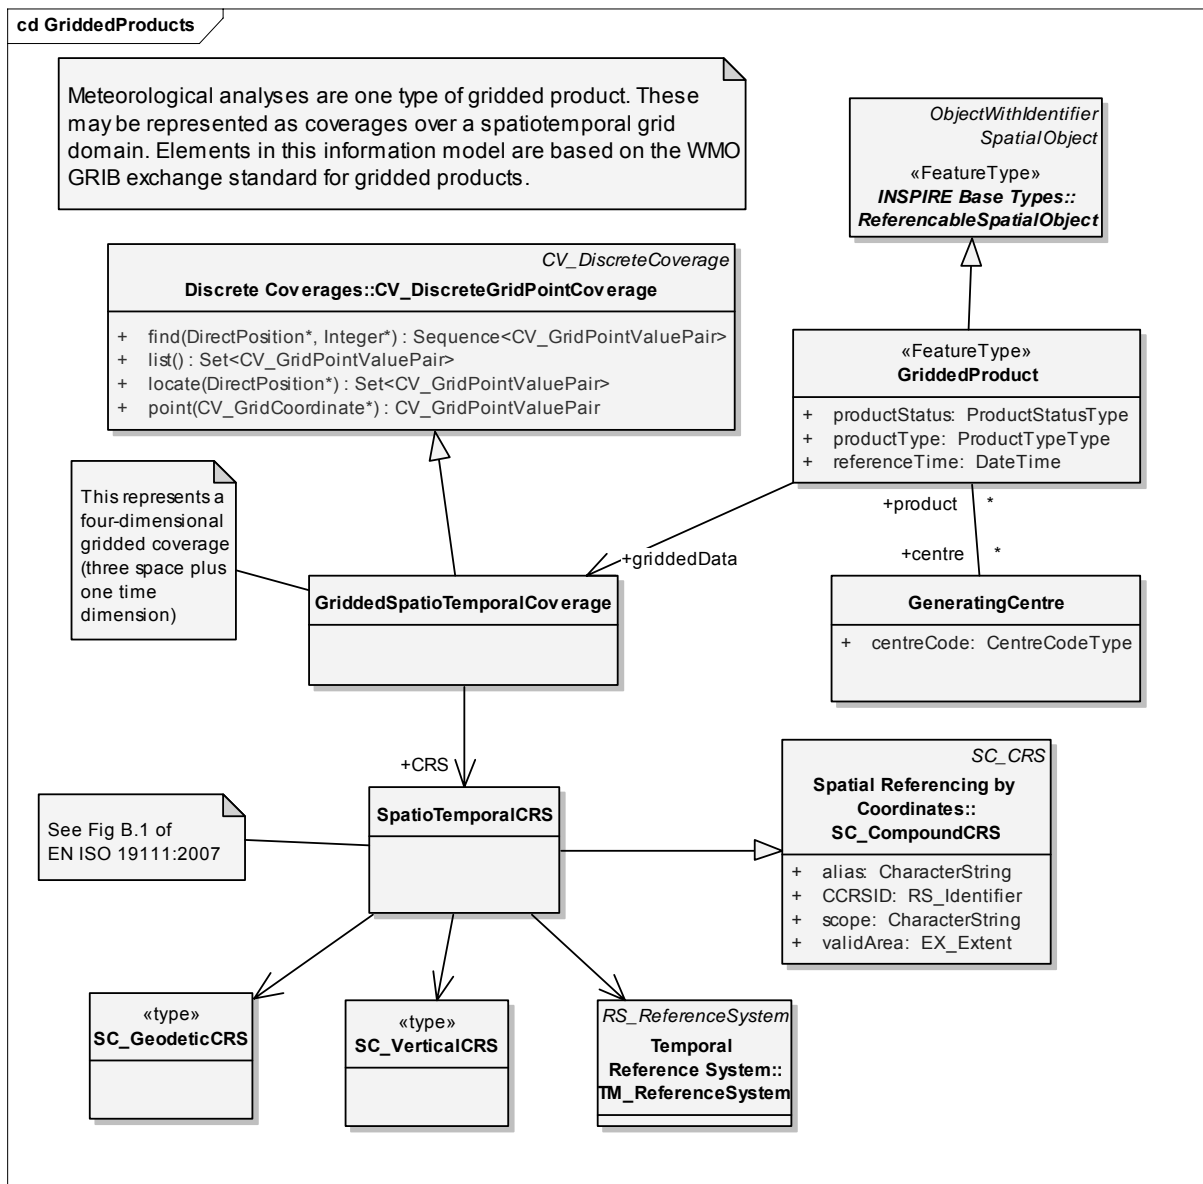 cd GriddedProducts
Meteorological analyses are one type of gridded product. These
may be represented as coverages over a spatiotemporal grid
domain. Elements in this information model are based on the WMO
GRIB exchange standard for gridded products.
ObjectWithIdentifier
SpatialObject
«FeatureType»
INSPIRE Base Types::
ReferencableSpatialObject
CV_DiscreteCoverage
Discrete Coverages::CV_DiscreteGridPointCoverage
+ find(DirectPosition*, Integer*) : Sequence<CV_GridPointValuePair>
+ list() : Set<CV_GridPointValuePair>
+ locate(DirectPosition*) : Set<CV_GridPointValuePair>
+ point(CV_GridCoordinate*) : CV_GridPointValuePair
«FeatureType»
GriddedProduct
+ productStatus: ProductStatusType
+ productType: ProductTypeType
+ referenceTime: DateTime
This represents a
four-dimensional
gridded coverage
(three space plus
one time
dimension)
+product *
+griddedData
+centre *
GriddedSpatioTemporalCoverage
GeneratingCentre
+ centreCode: CentreCodeType
+CRS
See Fig B.1 of
EN ISO 19111:2007
SpatioTemporalCRS
SC_CRS
Spatial Referencing by
Coordinates::
SC_CompoundCRS
+ alias: CharacterString
+ CCRSID: RS_Identifier
+ scope: CharacterString
+ validArea: EX_Extent
«type»
SC_GeodeticCRS
«type»
SC_VerticalCRS
RS_ReferenceSystem
Temporal
Reference System::
TM_ReferenceSystem